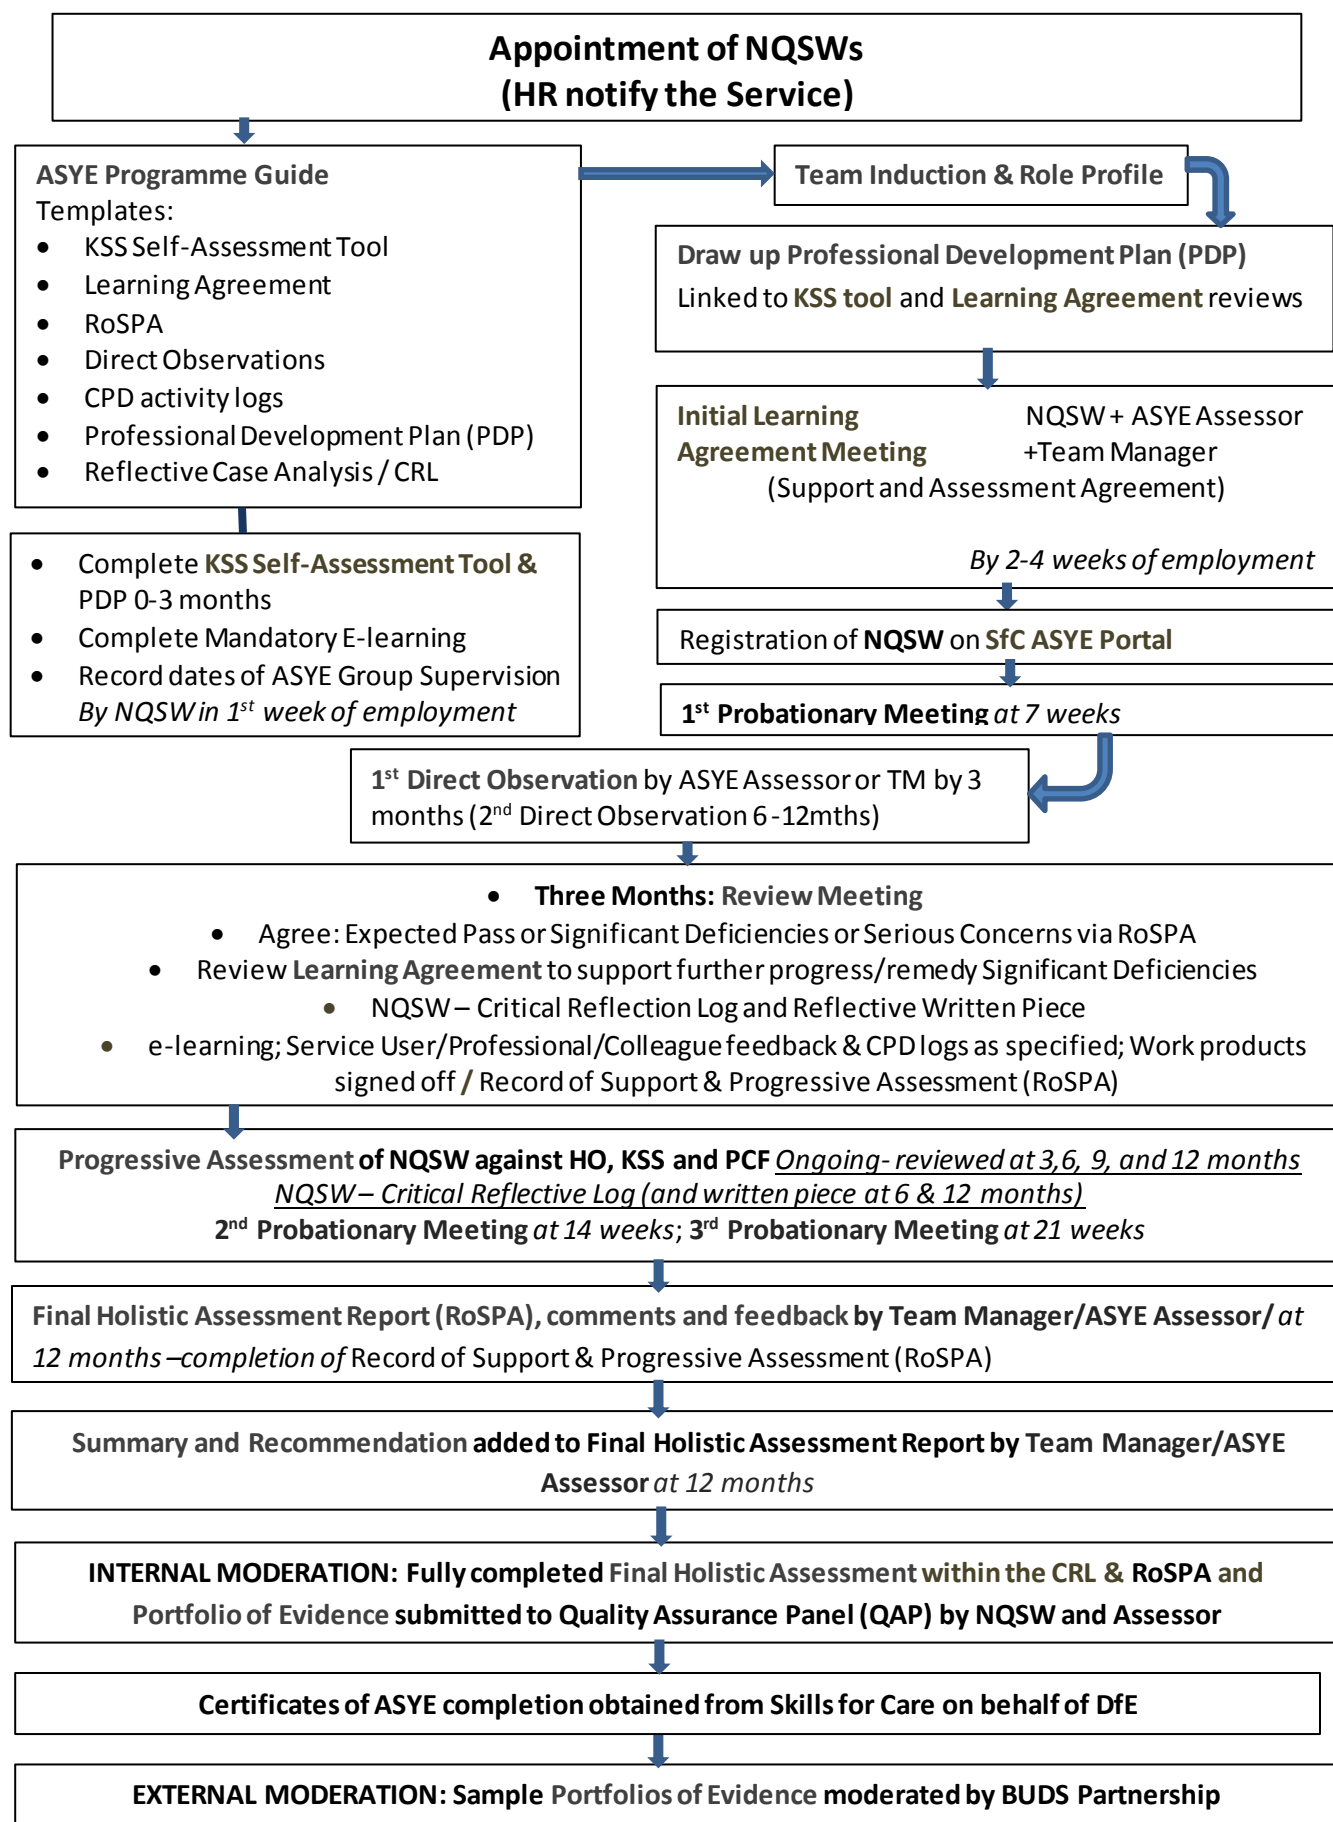 Appointment of NQSWs
(HR notify the Service)
ASYE Programme Guide
Templates:
• KSS Self-Assessment Tool
• Learning Agreement
• RoSPA
• Direct Observations
• CPD activity logs
• Professional Development Plan (PDP)
• Reflective Case Analysis / CRL
Team Induction & Role Profile
Draw up Professional Development Plan (PDP)
Linked to KSS tool and Learning Agreement reviews
Initial Learning NQSW + ASYE Assessor
Agreement Meeting +Team Manager
(Support and Assessment Agreement)
By 2-4 weeks of employment
• Complete KSS Self-Assessment Tool &
PDP 0-3 months
• Complete Mandatory E-learning
• Record dates of ASYE Group Supervision
By NQSW in 1st week of employment
Registration of NQSW on SfC ASYE Portal
1st Probationary Meeting at 7 weeks
1st Direct Observation by ASYE Assessor or TM by 3
months (2nd Direct Observation 6-12mths)
• Three Months: Review Meeting
• Agree: Expected Pass or Significant Deficiencies or Serious Concerns via RoSPA
• Review Learning Agreement to support further progress/remedy Significant Deficiencies
• NQSW – Critical Reflection Log and Reflective Written Piece
• e-learning; Service User/Professional/Colleague feedback & CPD logs as specified; Work products
signed off / Record of Support & Progressive Assessment (RoSPA)
Progressive Assessment of NQSW against HO, KSS and PCF Ongoing- reviewed at 3,6, 9, and 12 months
NQSW – Critical Reflective Log (and written piece at 6 & 12 months)
2nd Probationary Meeting at 14 weeks; 3rd Probationary Meeting at 21 weeks
Final Holistic Assessment Report (RoSPA), comments and feedback by Team Manager/ASYE Assessor/ at
12 months –completion of Record of Support & Progressive Assessment (RoSPA)
Summary and Recommendation added to Final Holistic Assessment Report by Team Manager/ASYE
Assessor at 12 months
INTERNAL MODERATION: Fully completed Final Holistic Assessment within the CRL & RoSPA and
Portfolio of Evidence submitted to Quality Assurance Panel (QAP) by NQSW and Assessor
Certificates of ASYE completion obtained from Skills for Care on behalf of DfE
EXTERNAL MODERATION: Sample Portfolios of Evidence moderated by BUDS Partnership